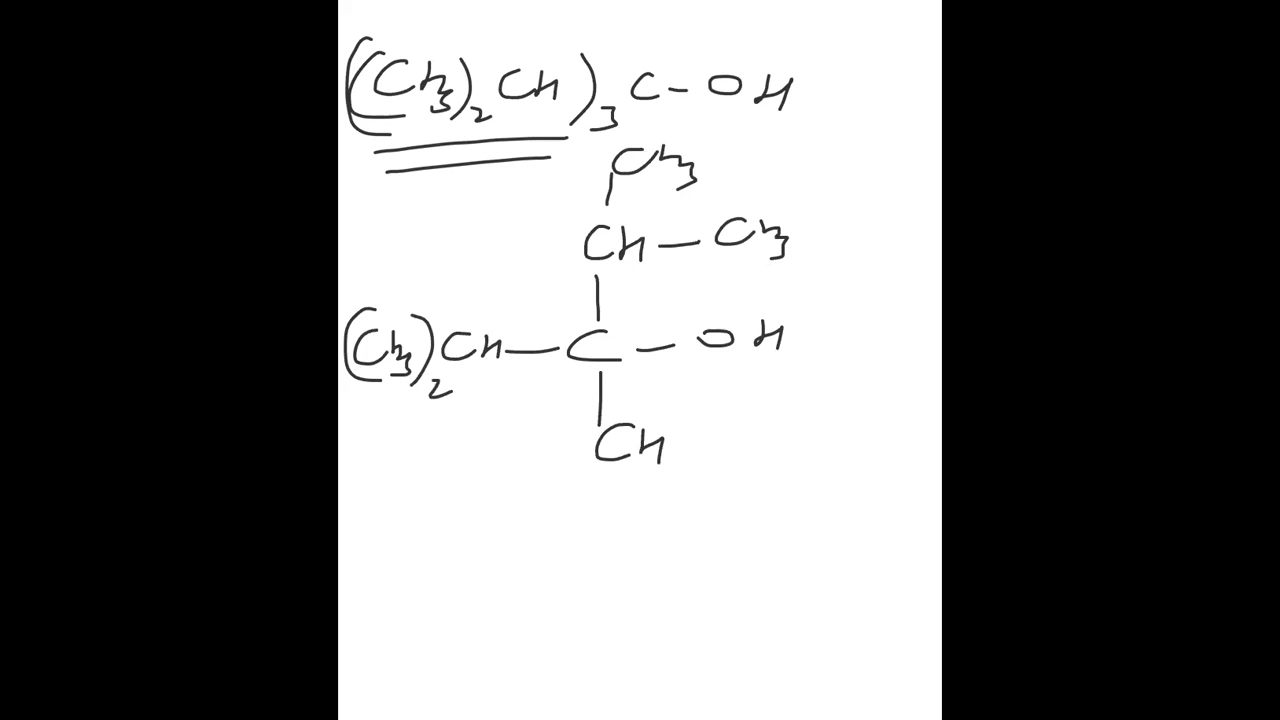 ((CH3)2CH)3C-OH
CH3
|
CH—CH3
|
(CH3)2CH—C—OH
|
CH